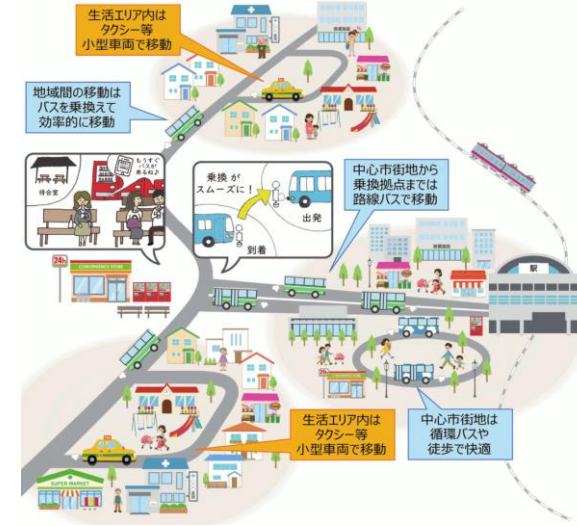 生活エリア内は
タクシー等
小型車両で移動
地域間の移動は
バスを乗換えて
効率的に移動
待合室
もうすぐ
バスが
来るね♪
乗換 が
スムーズに！
出発
到着
中心市街地から
乗換拠点までは
路線バスで移動
24h
CONVENIENCE STORE
駅
生活エリア内は
タクシー等
小型車両で移動
中心市街地は
循環バスや
徒歩で快適
SUPER MARKET